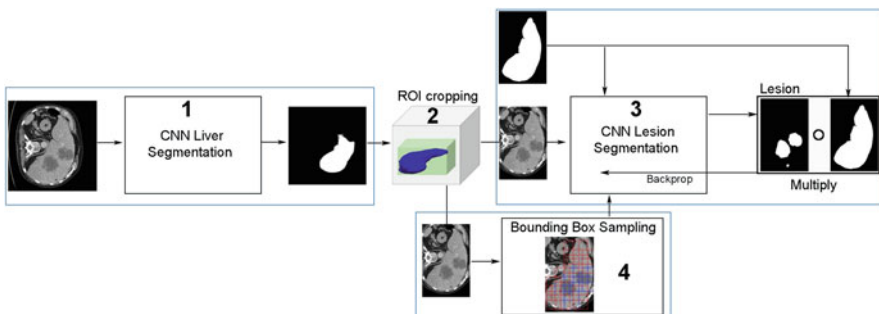 1
CNN Liver
Segmentation
ROI cropping
2
3
CNN Lesion
Segmentation
Backprop
Lesion
Multiply
Bounding Box Sampling
4